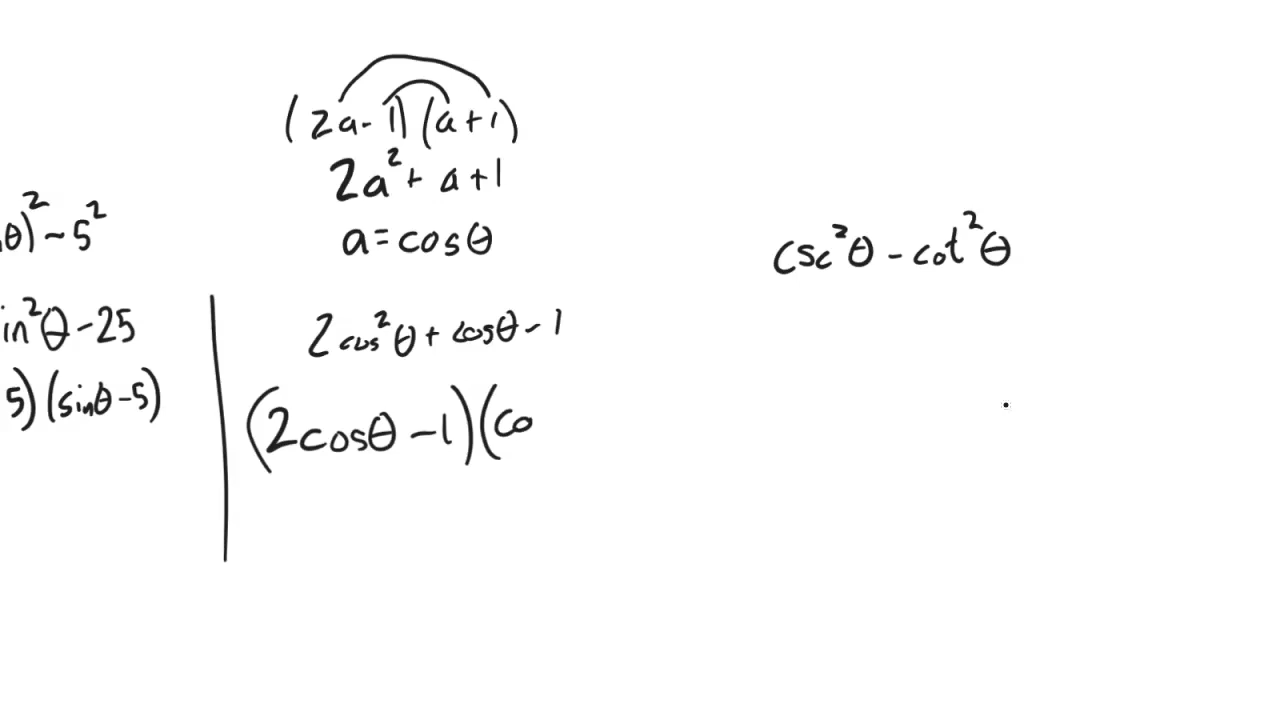 θ)² - 5²
in²θ - 25
5) (sinθ - 5)
(2a - 1) (a + 1)
2a² + a + 1
a = cosθ
2cos²θ + cosθ - 1
(2cosθ - 1)(co
csc²θ - cot²θ